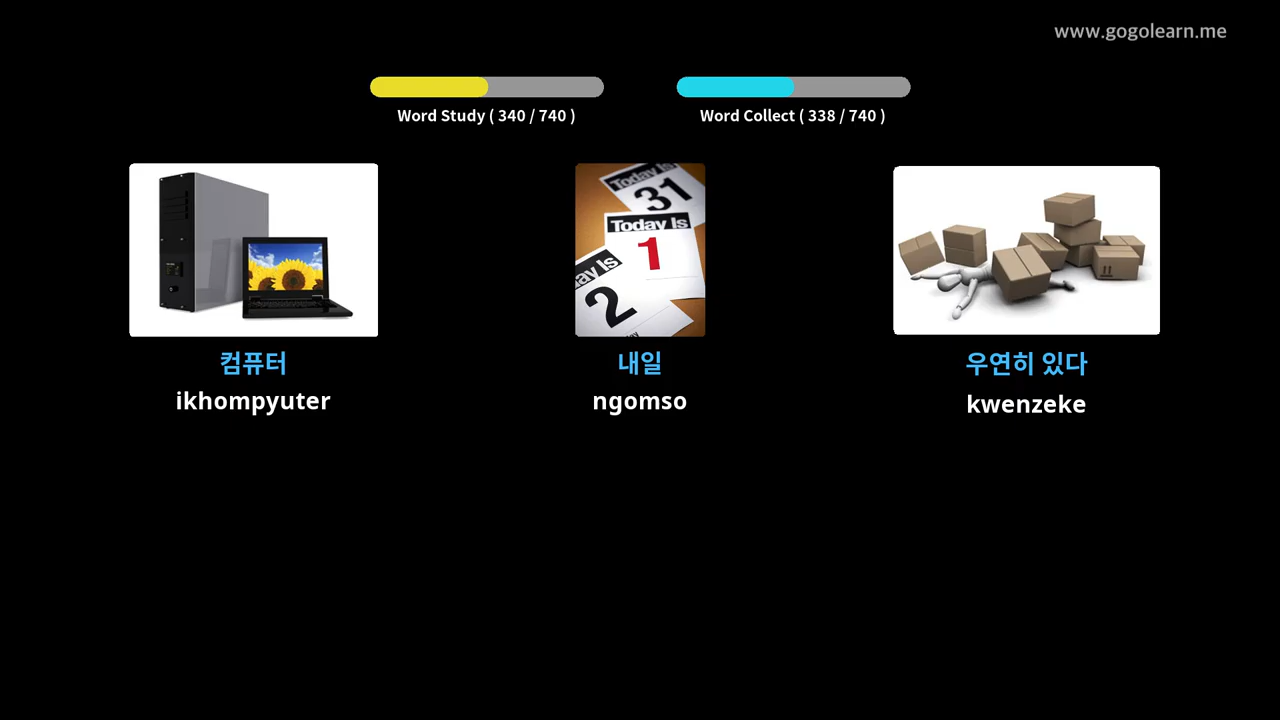 www.gogolearn.me
Word Study ( 340 / 740 )
Word Collect ( 338 / 740 )
Today Is
31
Today Is
1
ay Is
2
컴퓨터
내일
우연히 있다
ikhompyuter
ngomso
kwenzeke